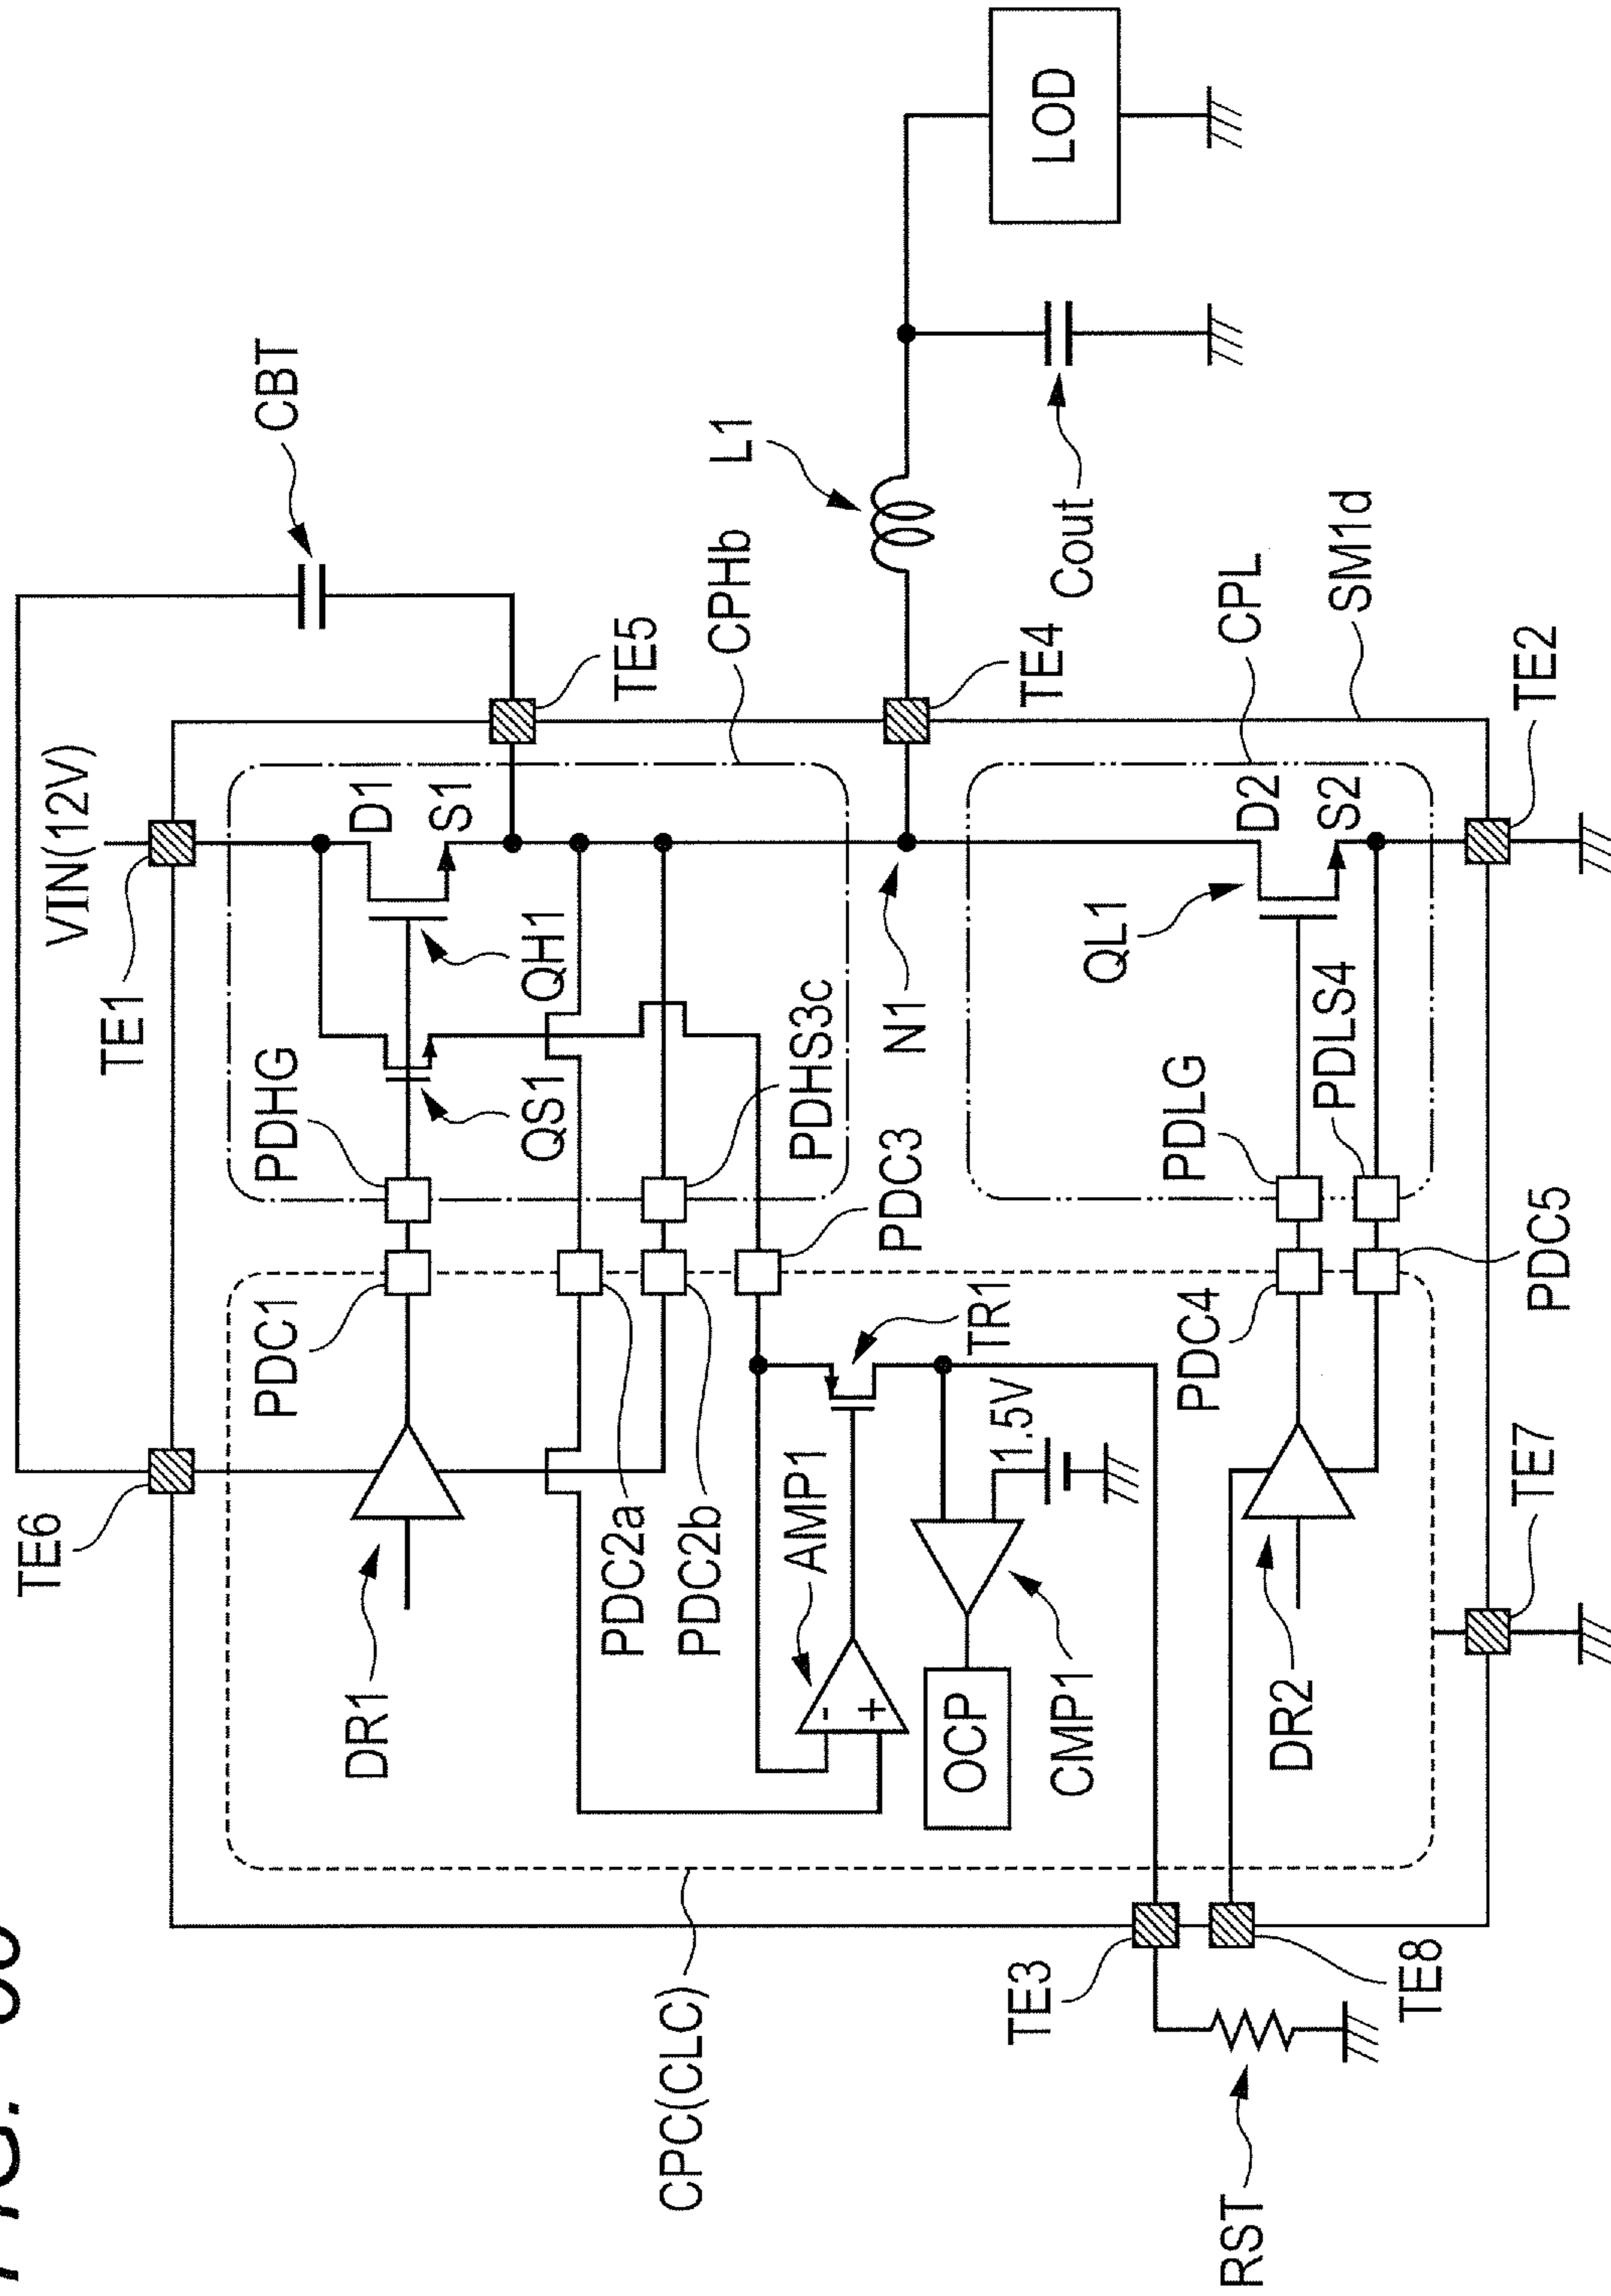 VIN(12V)
CBT
TE1
TE6
TE5
D1
S1
PDHG
PDC1
QH1
QS1
DR1
L1
CPHb
PDHS3c
PDC2a
PDC2b
PDC3
AMP1
TR1
-
+
1.5V
OCP
CMP1
N1
TE4
Cout
LOD
CPL
SM1d
D2
S2
QL1
PDLG
PDLS4
PDC4
PDC5
DR2
TE2
TE7
CPC(CLC)
TE3
TE8
RST